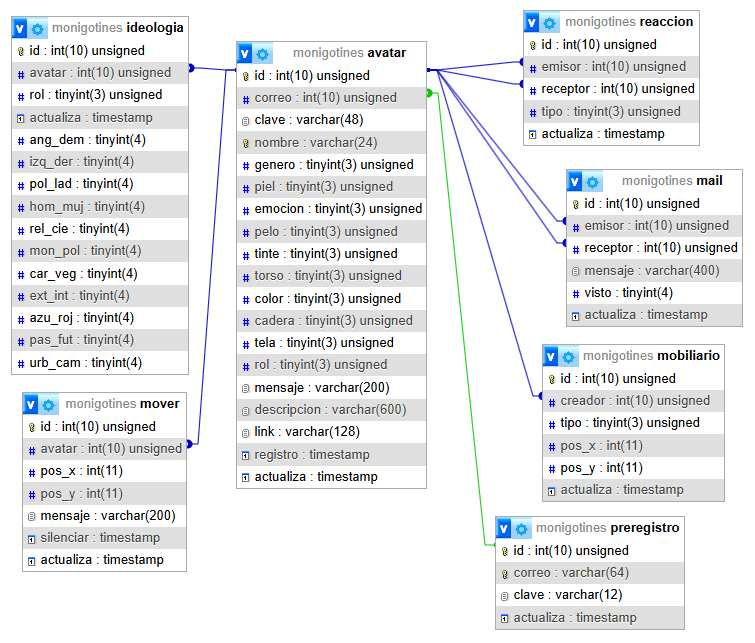 monigotines ideologia
id : int(10) unsigned
avatar : int(10) unsigned
rol : tinyint(3) unsigned
actualiza : timestamp
ang_dem : tinyint(4)
izq_der : tinyint(4)
pol_lad : tinyint(4)
hom_muj : tinyint(4)
rel_cie : tinyint(4)
mon_pol : tinyint(4)
car_veg : tinyint(4)
ext_int : tinyint(4)
azu_roj : tinyint(4)
pas_fut : tinyint(4)
urb_cam : tinyint(4)
monigotines mover
id : int(10) unsigned
avatar : int(10) unsigned
pos_x : int(11)
pos_y : int(11)
mensaje : varchar(200)
silenciar : timestamp
actualiza : timestamp
monigotines avatar
id : int(10) unsigned
correo : int(10) unsigned
clave : varchar(48)
nombre : varchar(24)
genero : tinyint(3) unsigned
piel : tinyint(3) unsigned
emocion : tinyint(3) unsigned
pelo : tinyint(3) unsigned
tinte : tinyint(3) unsigned
torso : tinyint(3) unsigned
color : tinyint(3) unsigned
cadera : tinyint(3) unsigned
tela : tinyint(3) unsigned
rol : tinyint(3) unsigned
mensaje : varchar(200)
descripcion : varchar(600)
link : varchar(128)
registro : timestamp
actualiza : timestamp
monigotines reaccion
id : int(10) unsigned
emisor : int(10) unsigned
receptor : int(10) unsigned
tipo : tinyint(3) unsigned
actualiza : timestamp
monigotines mail
id : int(10) unsigned
emisor : int(10) unsigned
receptor : int(10) unsigned
mensaje : varchar(400)
visto : tinyint(4)
actualiza : timestamp
monigotines mobiliario
id : int(10) unsigned
creador : int(10) unsigned
tipo : tinyint(3) unsigned
pos_x : int(11)
pos_y : int(11)
actualiza : timestamp
monigotines preregistro
id : int(10) unsigned
correo : varchar(64)
clave : varchar(12)
actualiza : timestamp